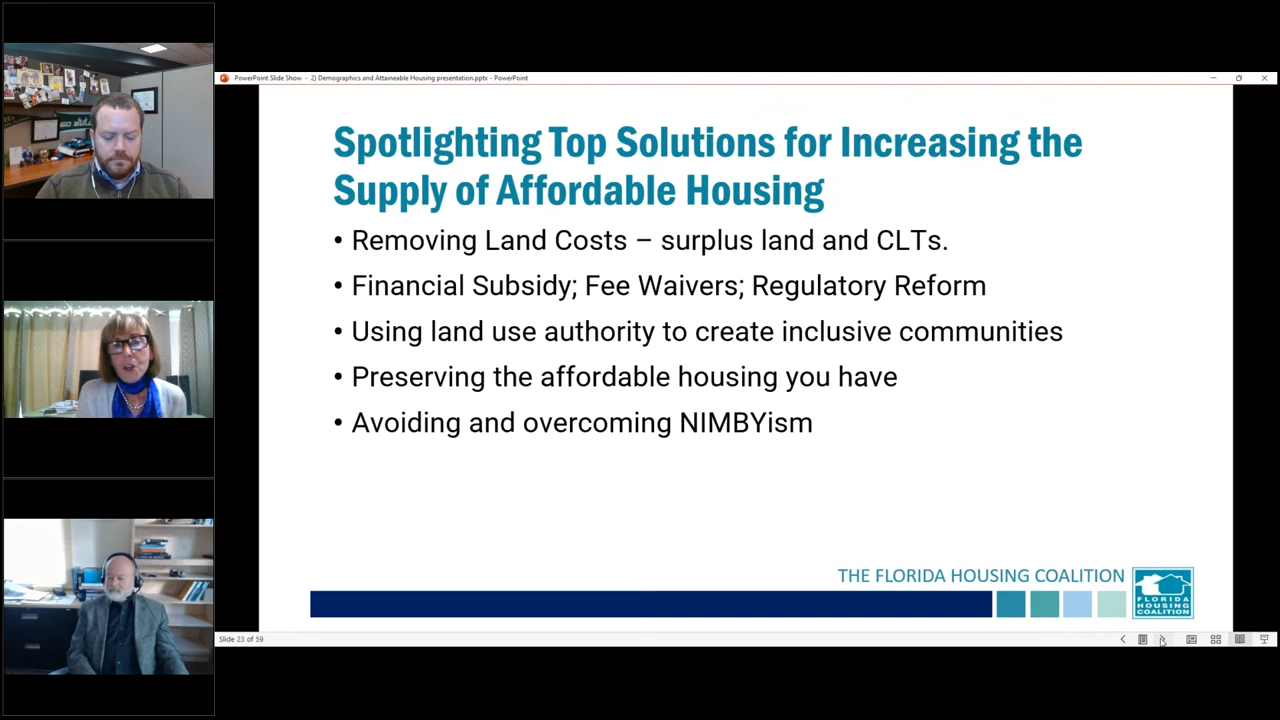 PowerPoint Slide Show - 2) Demographics and Attaineable Housing presentation.pptx - PowerPoint
Spotlighting Top Solutions for Increasing the
Supply of Affordable Housing
• Removing Land Costs – surplus land and CLTs.
• Financial Subsidy; Fee Waivers; Regulatory Reform
• Using land use authority to create inclusive communities
• Preserving the affordable housing you have
• Avoiding and overcoming NIMBYism
THE FLORIDA HOUSING COALITION
FLORIDA
HOUSING
COALITION
Slide 23 of 59